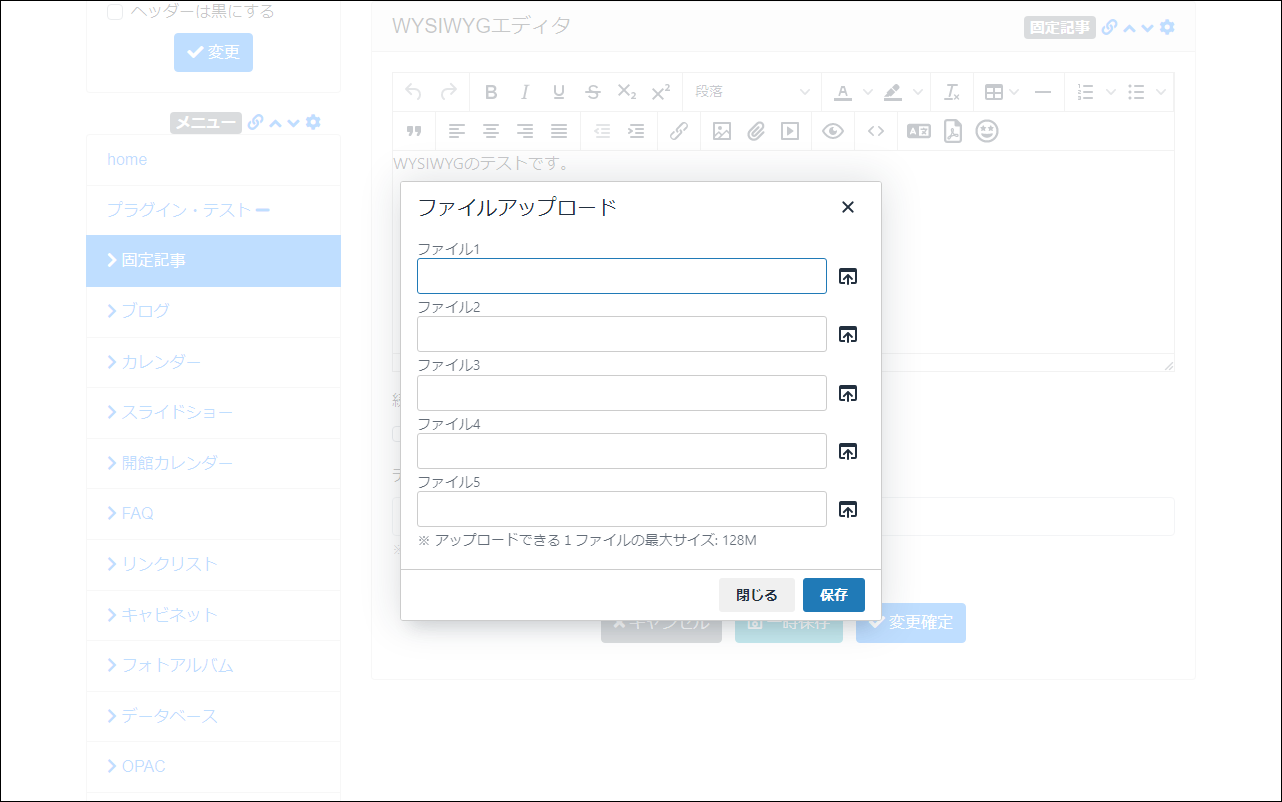 ヘッダーは黒にする
変更
メニュー
home
プラグイン・テスト
固定記事
ブログ
カレンダー
スライドショー
開館カレンダー
FAQ
リンクリスト
キャビネット
フォトアルバム
データベース
OPAC
WYSIWYGエディタ
固定記事
段落
WYSIWYGのテストです。
ファイルアップロード
ファイル1
ファイル2
ファイル3
ファイル4
ファイル5
※ アップロードできる１ファイルの最大サイズ: 128M
閉じる
保存
キャンセル
一時保存
変更確定